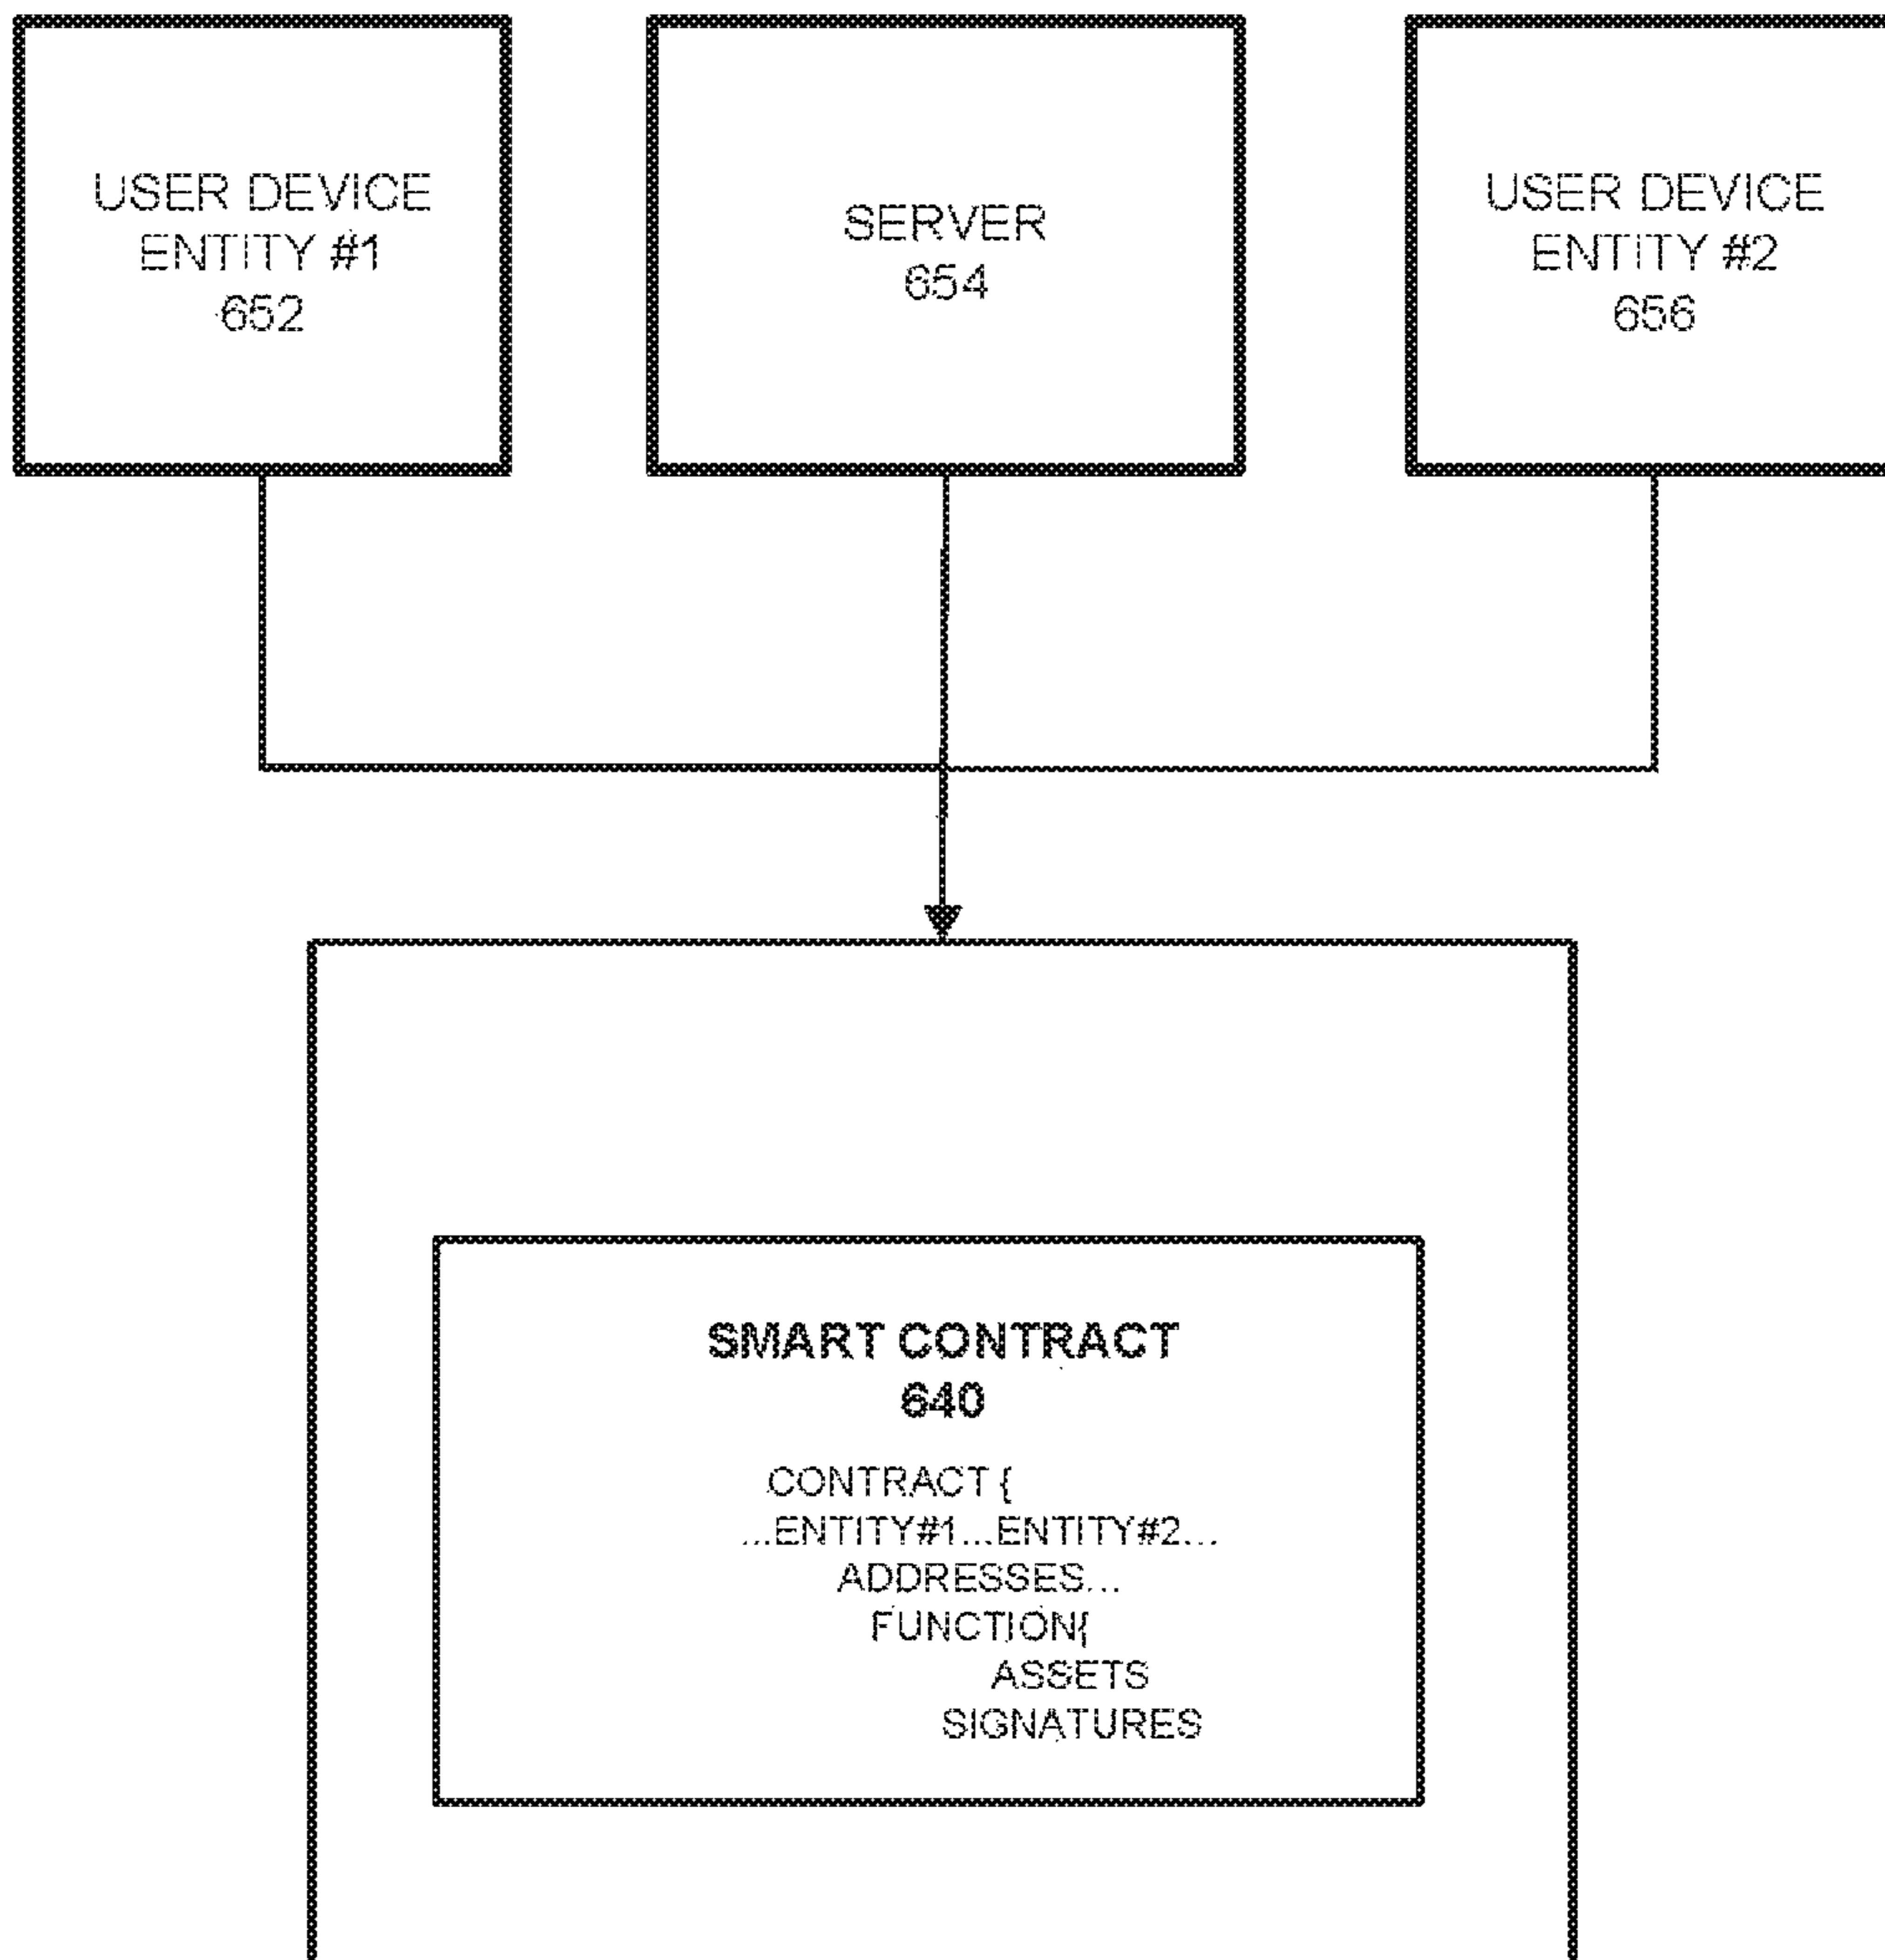 USER DEVICE
ENTITY #1
652
SERVER
654
USER DEVICE
ENTITY #2
656
SMART CONTRACT
640
CONTRACT {
...ENTITY#1...ENTITY#2...
ADDRESSES...
FUNCTION{
ASSETS
SIGNATURES